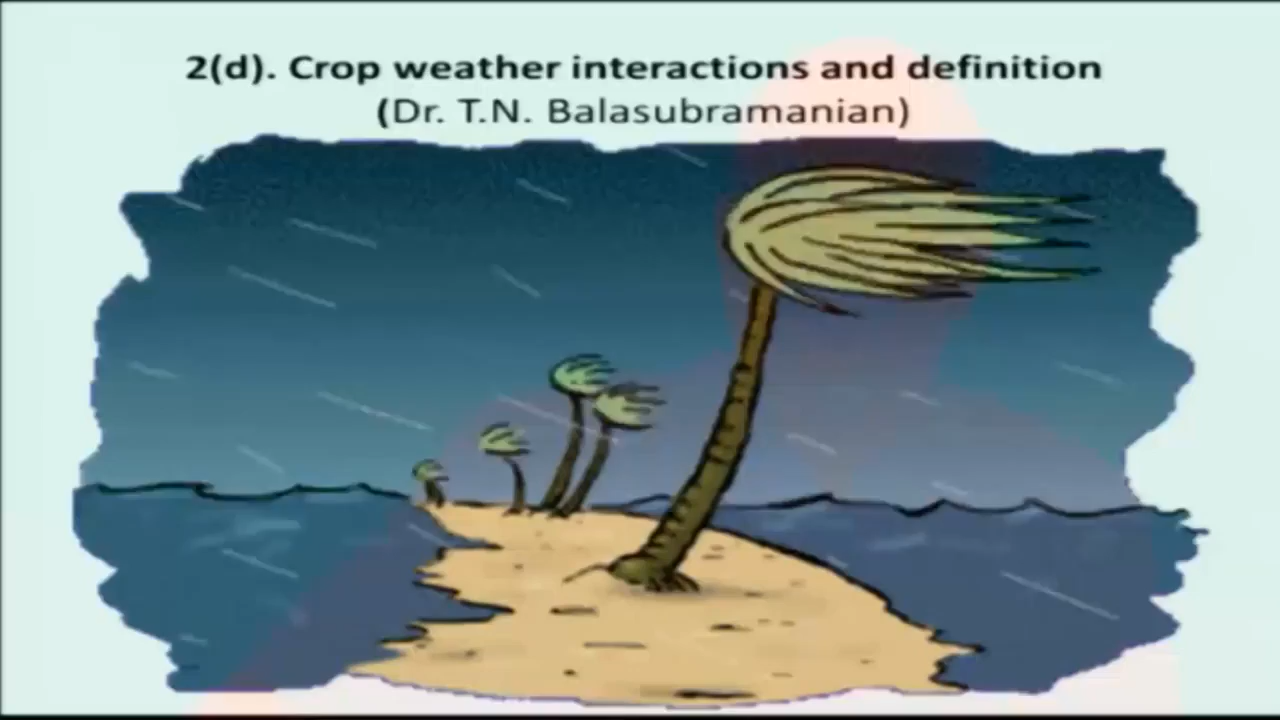 2(d). Crop weather interactions and definition
(Dr. T.N. Balasubramanian)